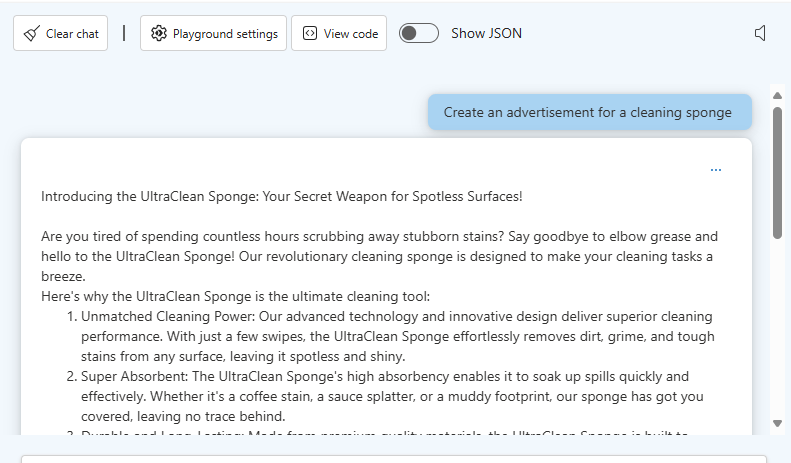 Clear chat | Playground settings View code Show JSON
Create an advertisement for a cleaning sponge
...
Introducing the UltraClean Sponge: Your Secret Weapon for Spotless Surfaces!
Are you tired of spending countless hours scrubbing away stubborn stains? Say goodbye to elbow grease and
hello to the UltraClean Sponge! Our revolutionary cleaning sponge is designed to make your cleaning tasks a
breeze.
Here's why the UltraClean Sponge is the ultimate cleaning tool:
1. Unmatched Cleaning Power: Our advanced technology and innovative design deliver superior cleaning
performance. With just a few swipes, the UltraClean Sponge effortlessly removes dirt, grime, and tough
stains from any surface, leaving it spotless and shiny.
2. Super Absorbent: The UltraClean Sponge's high absorbency enables it to soak up spills quickly and
effectively. Whether it's a coffee stain, a sauce splatter, or a muddy footprint, our sponge has got you
covered, leaving no trace behind.
3. Durable and Long-Lasting: Made from premium quality materials, the UltraClean Sponge is built to